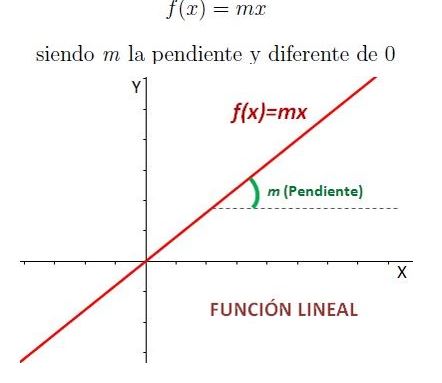 f(x) = mx
siendo m la pendiente y diferente de 0
Y
f(x)=mx
m (Pendiente)
X
FUNCIÓN LINEAL